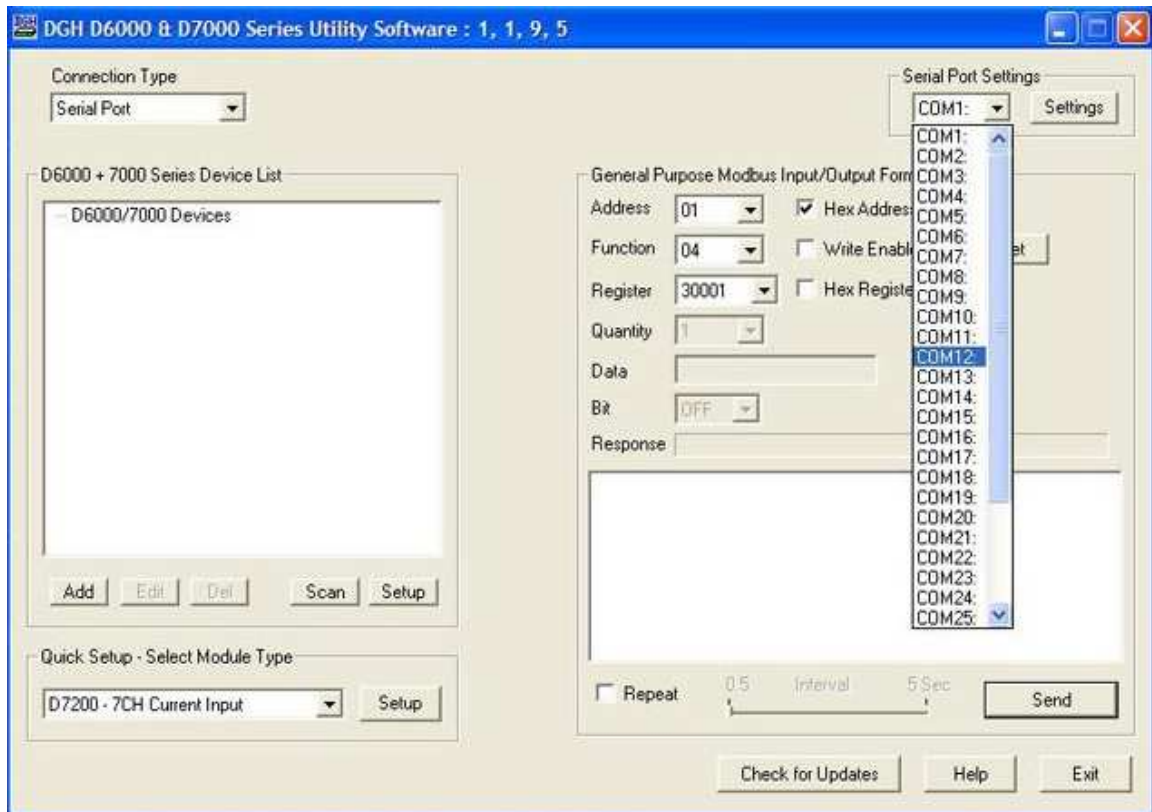 DGH D6000 & D7000 Series Utility Software : 1, 1, 9, 5
Connection Type
Serial Port
Serial Port Settings
COM1:
Settings
COM1:
COM2:
COM3:
COM4:
COM5:
COM6:
COM7:
COM8:
COM9:
COM10:
COM11:
COM12:
COM13:
COM14:
COM15:
COM16:
COM17:
COM18:
COM19:
COM20:
COM21:
COM22:
COM23:
COM24:
COM25:
D6000 + 7000 Series Device List
D6000/7000 Devices
Add
Edit
Del
Scan
Setup
Quick Setup - Select Module Type
D7200 - 7CH Current Input
Setup
General Purpose Modbus Input/Output Form
Address
01
Hex Addres
Function
04
Write Enabl
et
Register
30001
Hex Registe
Quantity
1
Data
Bit
OFF
Response
Repeat
0.5
Interval
5 Sec
Send
Check for Updates
Help
Exit